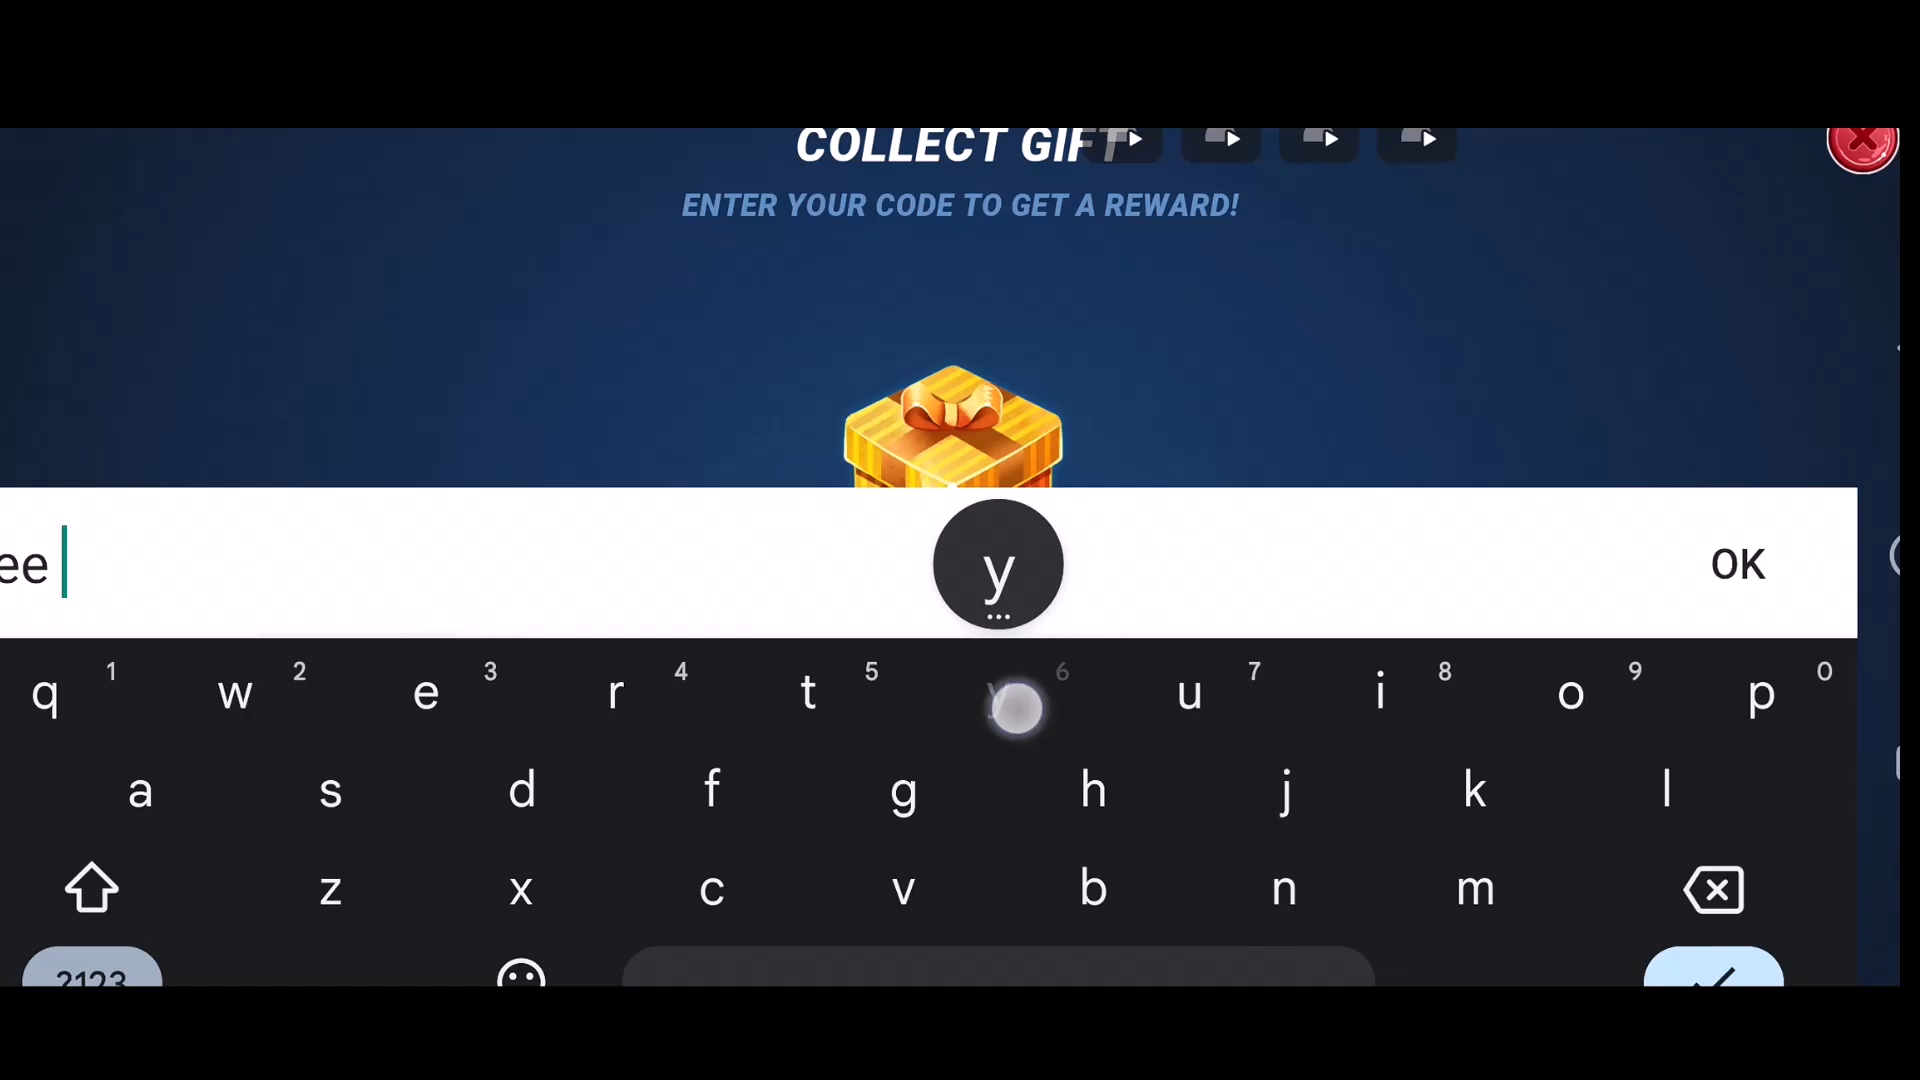 COLLECT GIFT
ENTER YOUR CODE TO GET A REWARD!
ee
y
OK
q 1 w 2 e 3 r 4 t 5 y 6 u 7 i 8 o 9 p 0
a s d f g h j k l
z x c v b n m
?123